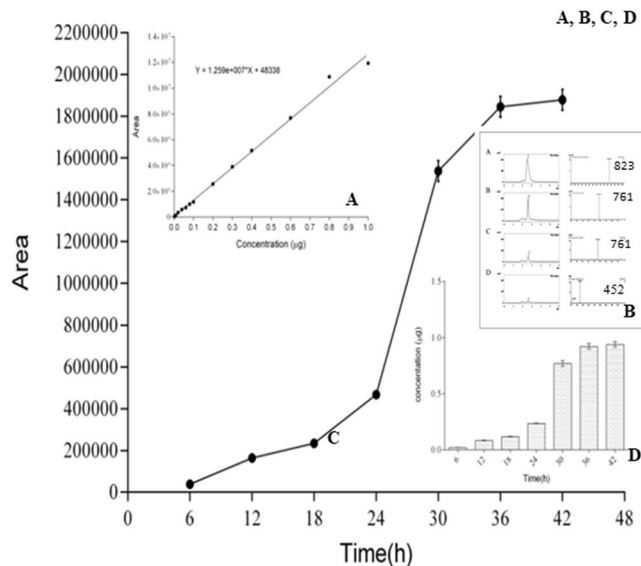 A, B, C, D
2200000
2000000
1800000
1600000
1400000
1200000
1000000
800000
600000
400000
200000
0
Area
0 6 12 18 24 30 36 42 48
Time(h)
C
Y = 1.259e+007*X + 48338
Area
0.0 0.1 0.2 0.3 0.4 0.5 0.6 0.7 0.8 0.9 1.0
Concentration (µg)
A
A
823
B
761
C
761
D
452
B
concentation (µg)
1.5
1.0
0.5
0.0
6 12 18 24 30 36 42
Time(h)
D